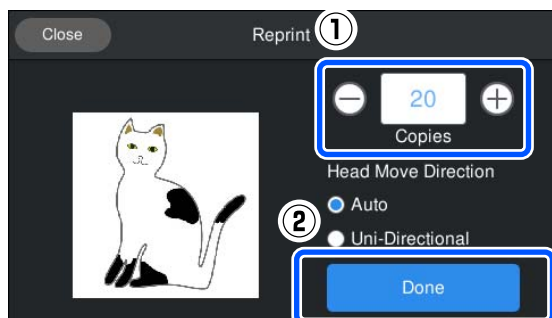 Close
Reprint
①
20
Copies
Head Move Direction
Auto
②
Uni-Directional
Done